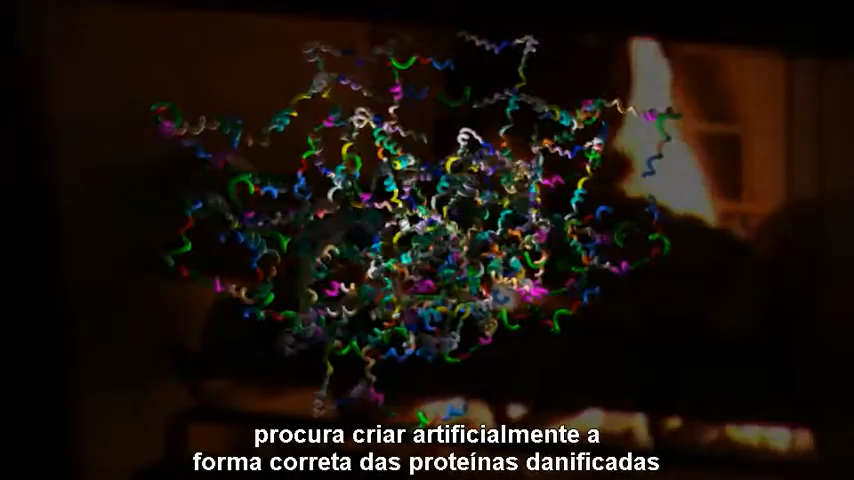 procura criar artificialmente a
forma correta das proteínas danificadas